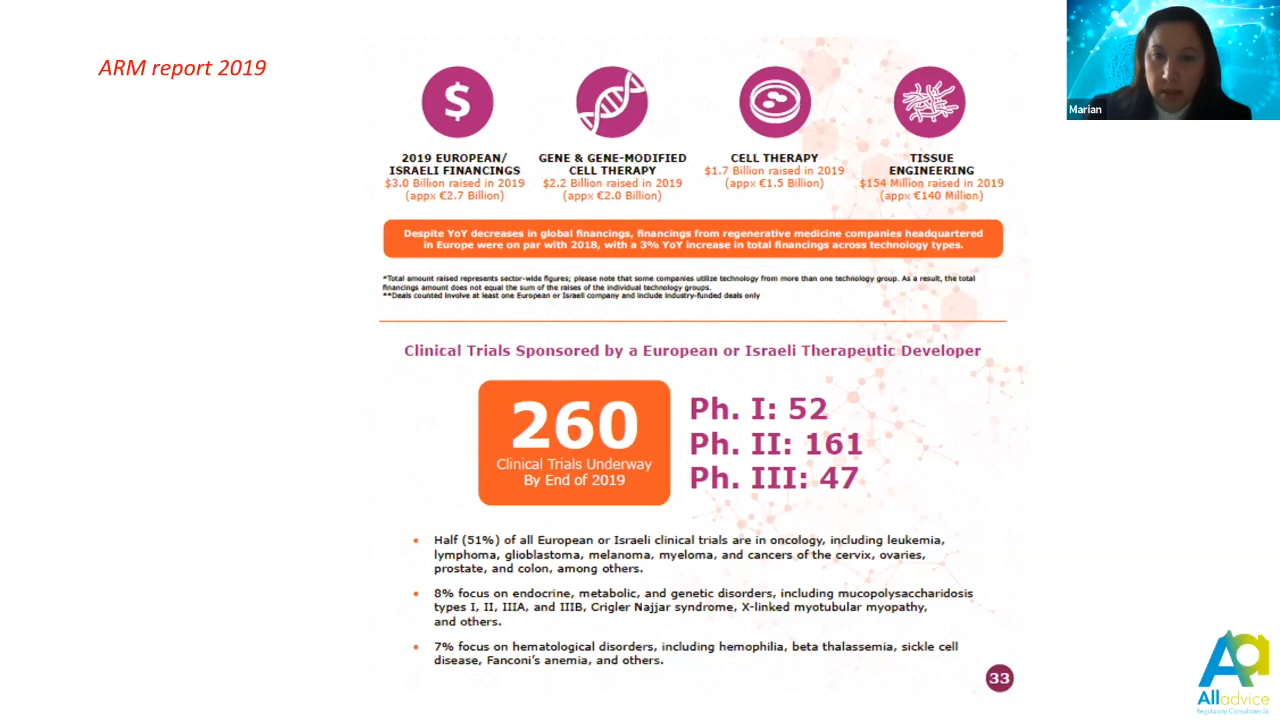 ARM report 2019
Marian
$
2019 EUROPEAN/
ISRAELI FINANCINGS
$3.0 Billion raised in 2019
(appx €2.7 Billion)
GENE & GENE-MODIFIED
CELL THERAPY
$2.2 Billion raised in 2019
(appx €2.0 Billion)
CELL THERAPY
$1.7 Billion raised in 2019
(appx €1.5 Billion)
TISSUE
ENGINEERING
$154 Million raised in 2019
(appx €140 Million)
Despite YoY decreases in global financings, financings from regenerative medicine companies headquartered
in Europe were on par with 2018, with a 3% YoY increase in total financings across technology types.
*Total amount raised represents sector-wide figures; please note that some companies utilize technology from more than one technology group. As a result, the total
financings amount does not equal the sum of the raises of the individual technology groups.
**Deals counted involve at least one European or Israeli company and include industry-funded deals only
Clinical Trials Sponsored by a European or Israeli Therapeutic Developer
260
Clinical Trials Underway
By End of 2019
Ph. I: 52
Ph. II: 161
Ph. III: 47
• Half (51%) of all European or Israeli clinical trials are in oncology, including leukemia,
lymphoma, glioblastoma, melanoma, myeloma, and cancers of the cervix, ovaries,
prostate, and colon, among others.
• 8% focus on endocrine, metabolic, and genetic disorders, including mucopolysaccharidosis
types I, II, IIIA, and IIIB, Crigler Najjar syndrome, X-linked myotubular myopathy,
and others.
• 7% focus on hematological disorders, including hemophilia, beta thalassemia, sickle cell
disease, Fanconi's anemia, and others.
33
Alladvice
Regulatory Consultants SL